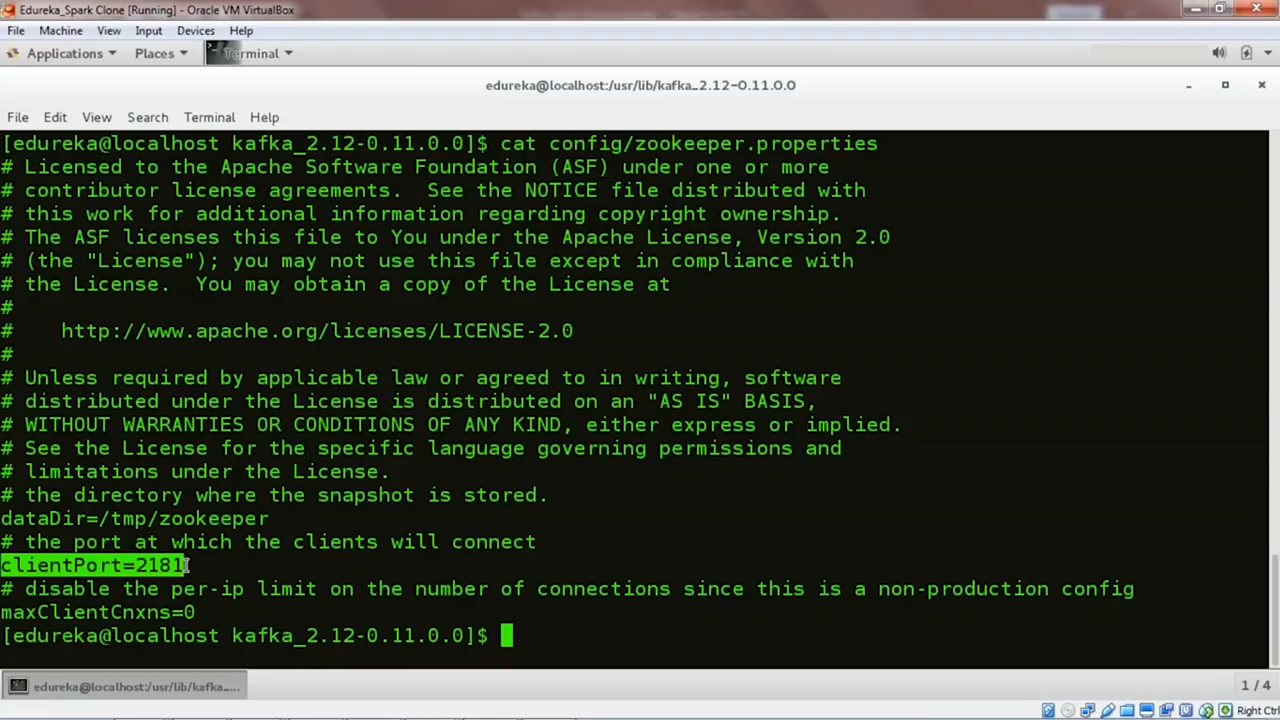 Edureka_Spark Clone [Running] - Oracle VM VirtualBox
File Machine View Input Devices Help
Applications Places Terminal
edureka@localhost:/usr/lib/kafka_2.12-0.11.0.0
File Edit View Search Terminal Help
[edureka@localhost kafka_2.12-0.11.0.0]$ cat config/zookeeper.properties
# Licensed to the Apache Software Foundation (ASF) under one or more
# contributor license agreements.  See the NOTICE file distributed with
# this work for additional information regarding copyright ownership.
# The ASF licenses this file to You under the Apache License, Version 2.0
# (the "License"); you may not use this file except in compliance with
# the License.  You may obtain a copy of the License at
#
#    http://www.apache.org/licenses/LICENSE-2.0
#
# Unless required by applicable law or agreed to in writing, software
# distributed under the License is distributed on an "AS IS" BASIS,
# WITHOUT WARRANTIES OR CONDITIONS OF ANY KIND, either express or implied.
# See the License for the specific language governing permissions and
# limitations under the License.
# the directory where the snapshot is stored.
dataDir=/tmp/zookeeper
# the port at which the clients will connect
clientPort=2181
# disable the per-ip limit on the number of connections since this is a non-production config
maxClientCnxns=0
[edureka@localhost kafka_2.12-0.11.0.0]$
edureka@localhost:/usr/lib/kafka_.... 1 / 4
Right Ctrl